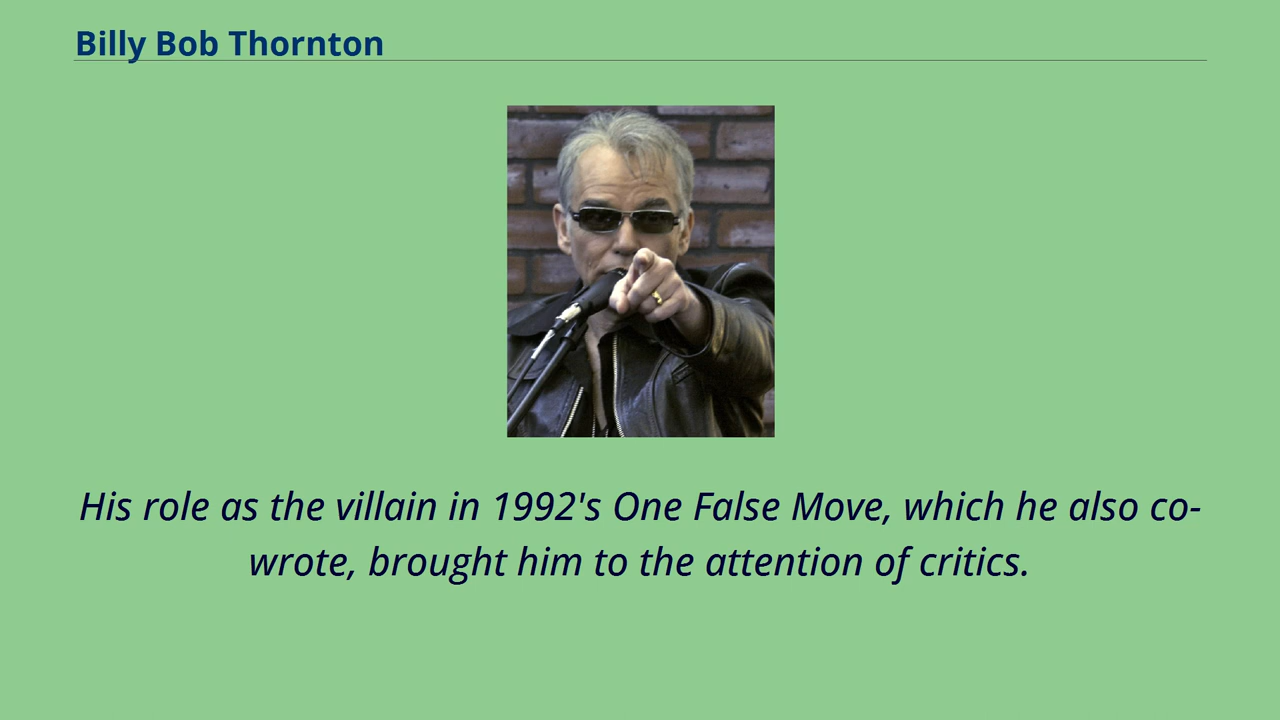 Billy Bob Thornton
His role as the villain in 1992's One False Move, which he also co-
wrote, brought him to the attention of critics.